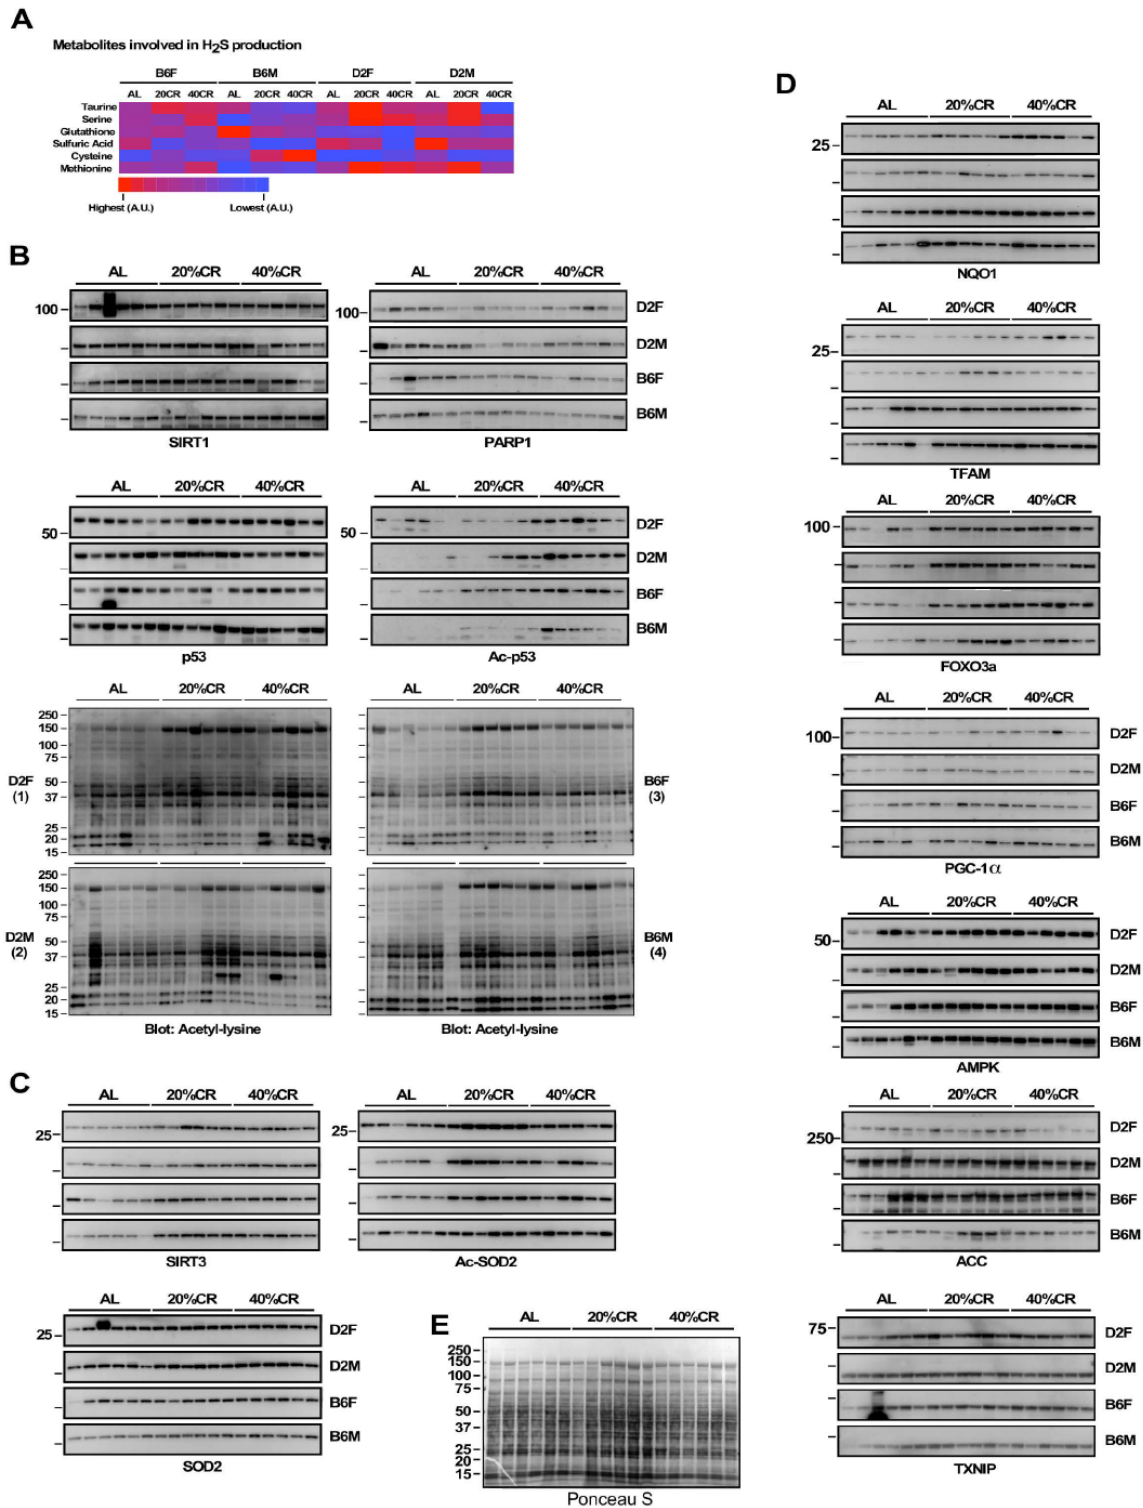 A
Metabolites involved in H2S production
B6F B6M D2F D2M
AL 20CR 40CR AL 20CR 40CR AL 20CR 40CR AL 20CR 40CR
Taurine
Serine
Glutathione
Sulfuric Acid
Cysteine
Methionine
Highest (A.U.) Lowest (A.U.)
B
AL 20%CR 40%CR
100
SIRT1
AL 20%CR 40%CR
100
D2F
D2M
B6F
B6M
PARP1
AL 20%CR 40%CR
50
p53
AL 20%CR 40%CR
50
D2F
D2M
B6F
B6M
Ac-p53
AL 20%CR 40%CR
250
150
100
75
50
37
25
20
15
D2F
(1)
AL 20%CR 40%CR
B6F
(3)
250
150
100
75
50
37
25
20
15
D2M
(2)
B6M
(4)
Blot: Acetyl-lysine
Blot: Acetyl-lysine
C
AL 20%CR 40%CR
25
SIRT3
AL 20%CR 40%CR
25
Ac-SOD2
AL 20%CR 40%CR
25
D2F
D2M
B6F
B6M
SOD2
D
AL 20%CR 40%CR
25
NQO1
AL 20%CR 40%CR
25
TFAM
AL 20%CR 40%CR
100
FOXO3a
AL 20%CR 40%CR
100
D2F
D2M
B6F
B6M
PGC-1α
AL 20%CR 40%CR
50
D2F
D2M
B6F
B6M
AMPK
AL 20%CR 40%CR
250
D2F
D2M
B6F
B6M
ACC
AL 20%CR 40%CR
75
D2F
D2M
B6F
B6M
TXNIP
E
AL 20%CR 40%CR
250
150
100
75
50
37
25
20
15
Ponceau S